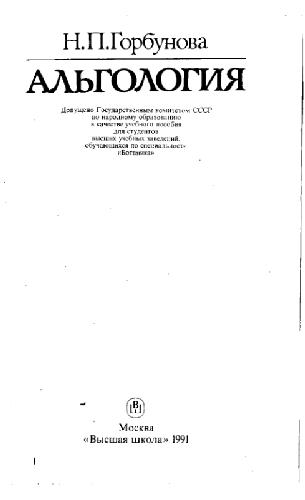 Н.П.Горбунова
АЛЬГОЛОГИЯ
Допущено Государственным комитетом СССР
по народному образованию
в качестве учебного пособия
для студентов
высших учебных заведений,
обучающихся по специальности
«Ботаника»
Москва
«Высшая школа» 1991